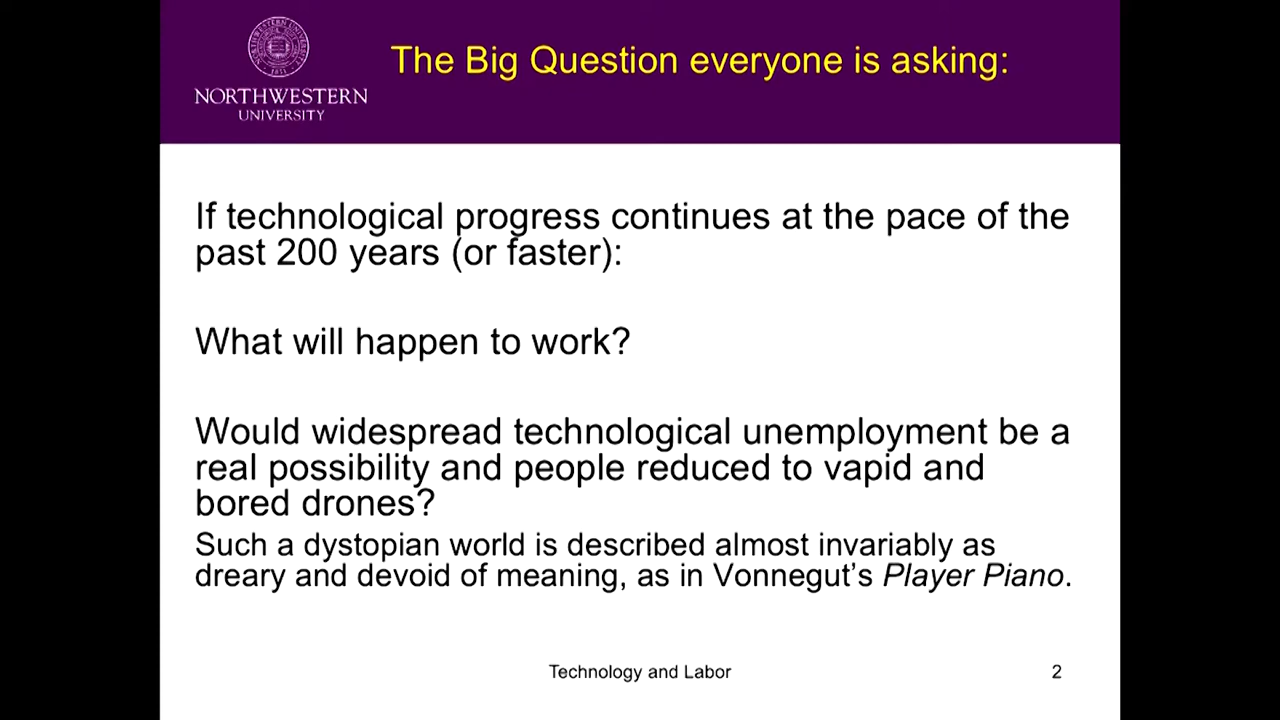 The Big Question everyone is asking:
NORTHWESTERN
UNIVERSITY
If technological progress continues at the pace of the
past 200 years (or faster):
What will happen to work?
Would widespread technological unemployment be a
real possibility and people reduced to vapid and
bored drones?
Such a dystopian world is described almost invariably as
dreary and devoid of meaning, as in Vonnegut’s Player Piano.
Technology and Labor
2